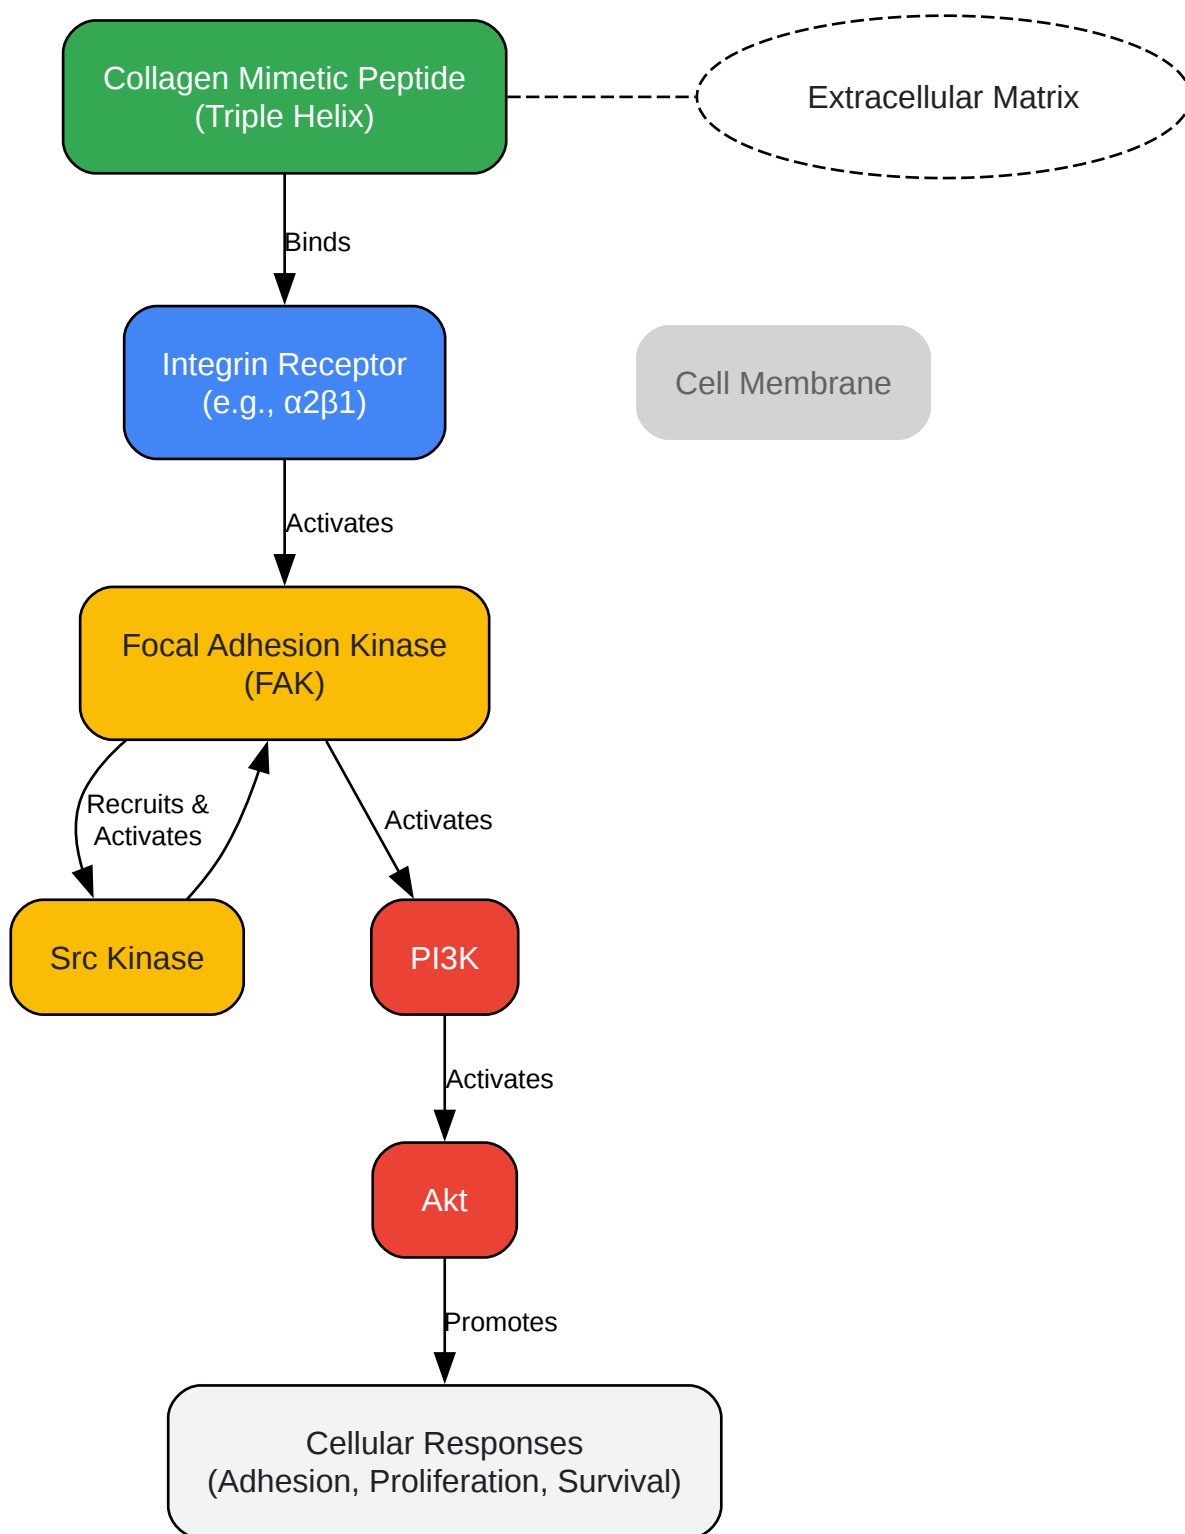 Collagen Mimetic Peptide
(Triple Helix)
Extracellular Matrix
Binds
Integrin Receptor
(e.g., α2β1)
Cell Membrane
Activates
Focal Adhesion Kinase
(FAK)
Recruits &
Activates
Activates
Src Kinase
PI3K
Activates
Akt
Promotes
Cellular Responses
(Adhesion, Proliferation, Survival)